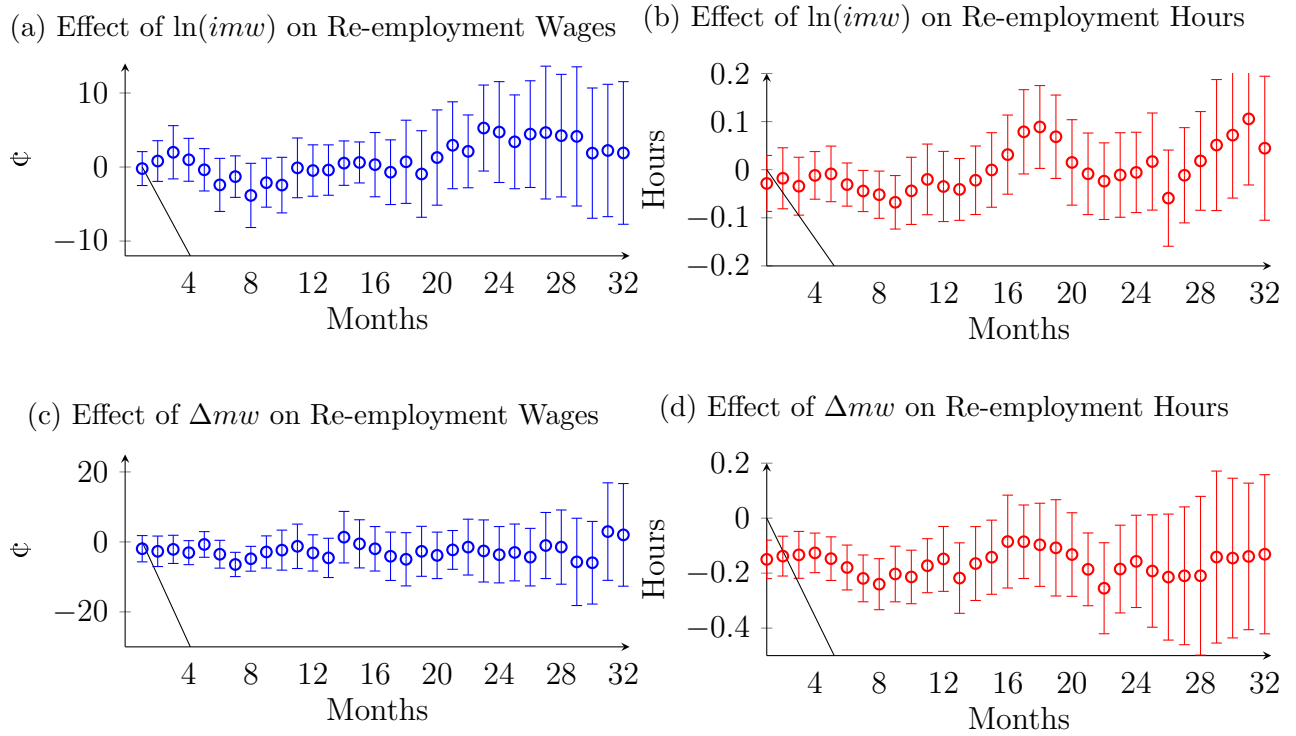 (a) Effect of ln(imw) on Re-employment Wages
10
0
−10
¢
4 8 12 16 20 24 28 32
Months
(b) Effect of ln(imw) on Re-employment Hours
0.2
0.1
0
−0.1
−0.2
Hours
4 8 12 16 20 24 28 32
Months
(c) Effect of Δmw on Re-employment Wages
20
0
−20
¢
4 8 12 16 20 24 28 32
Months
(d) Effect of Δmw on Re-employment Hours
0.2
0
−0.2
−0.4
Hours
4 8 12 16 20 24 28 32
Months